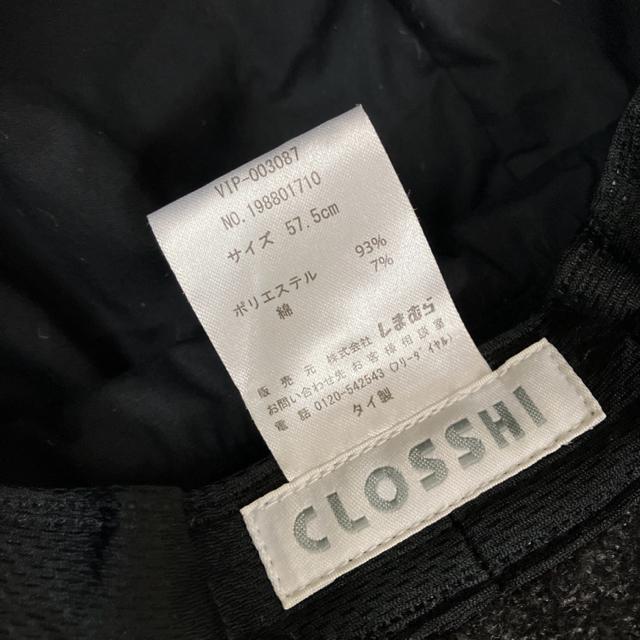 VIP-003087
NO.198801710
サイズ 57.5cm
ポリエステル 93%
綿 7%
販 売 元 株式会社 しまむら
お問い合わせ先 お客様相談室
電話 0120-542543 (フリーダイヤル)
タイ製
CLOSSHI